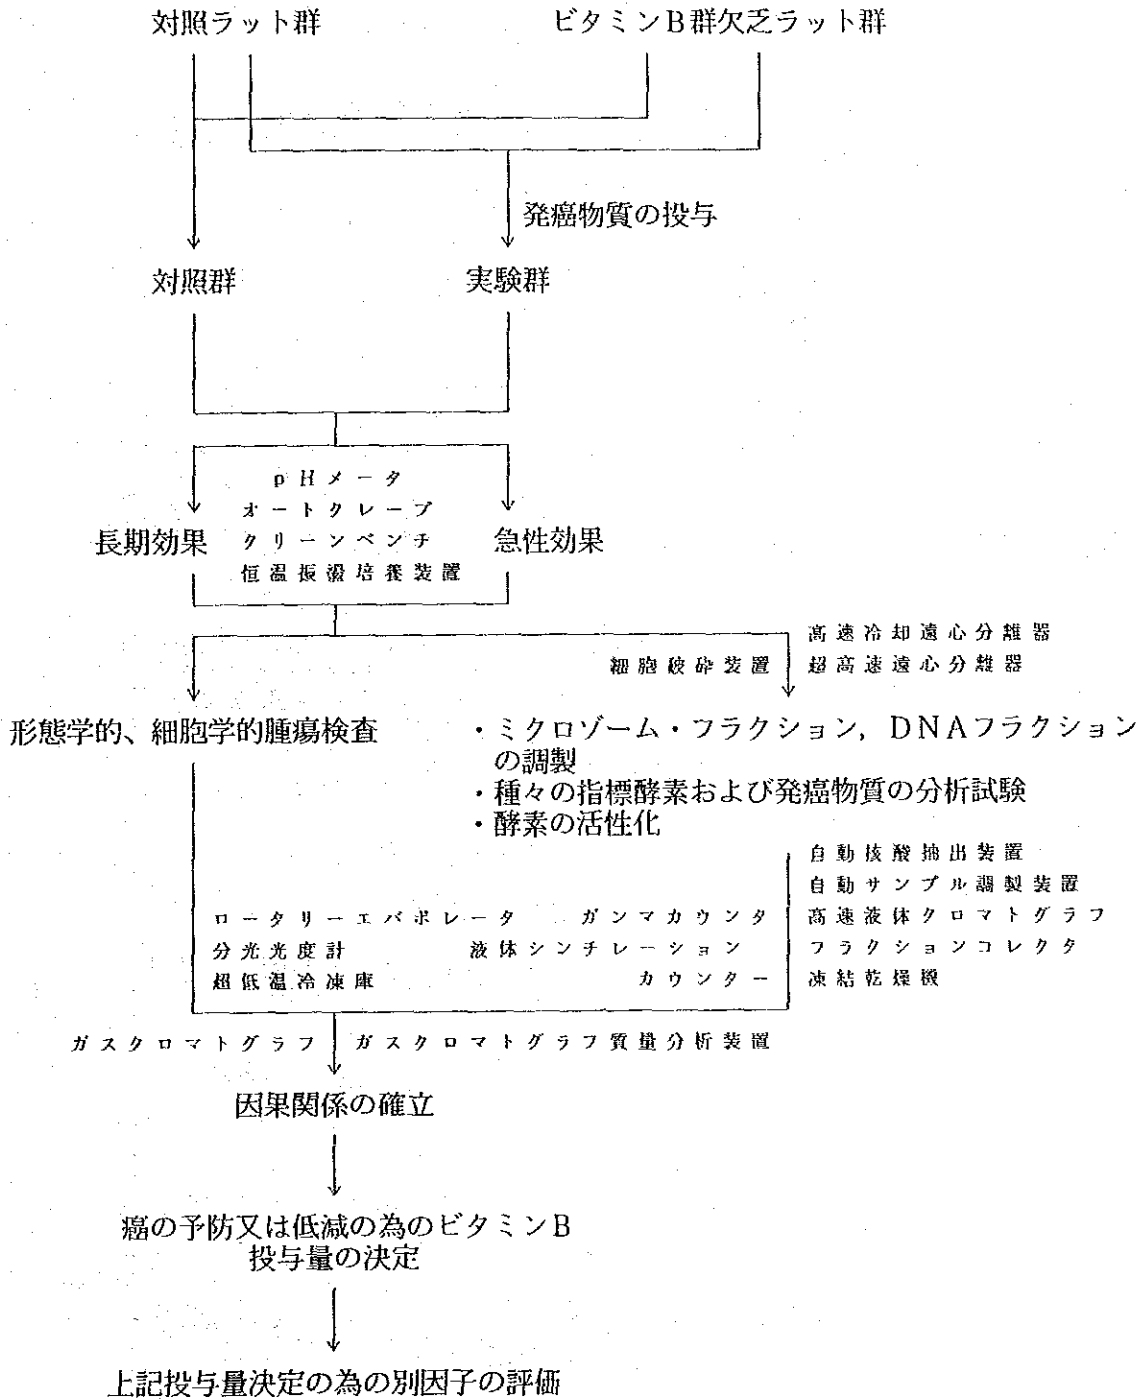 対照ラット群
ビタミンB群欠乏ラット群
発癌物質の投与
対照群
実験群
pHメータ
オートクレーブ
クリーンベンチ
恒温振盪培養装置
長期効果
急性効果
高速冷却遠心分離器
細胞破砕装置
超高速遠心分離器
形態学的、細胞学的腫瘍検査
・ミクロゾーム・フラクション，DNAフラクション
の調製
・種々の指標酵素および発癌物質の分析試験
・酵素の活性化
自動核酸抽出装置
自動サンプル調製装置
ロータリーエバポレータ
ガンマカウンタ
高速液体クロマトグラフ
分光光度計
液体シンチレーション
フラクションコレクタ
超低温冷凍庫
カウンター
凍結乾燥機
ガスクロマトグラフ
ガスクロマトグラフ質量分析装置
因果関係の確立
癌の予防又は低減の為のビタミンB
投与量の決定
上記投与量決定の為の別因子の評価